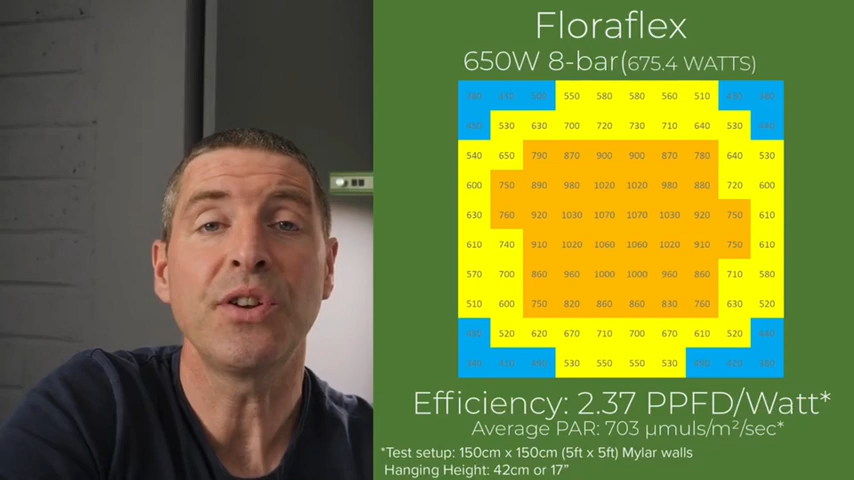 Floraflex
650W 8-bar(675.4 WATTS)
550 580 580 560 510
530 630 700 720 730 710 640 530
540 650 790 870 900 900 870 780 640 530
600 750 890 980 1020 1020 980 880 720 600
630 760 920 1030 1070 1070 1030 920 750 610
610 740 910 1020 1060 1060 1020 910 750 610
570 700 860 960 1000 1000 960 860 710 580
510 600 750 820 860 860 830 760 630 520
520 620 670 710 700 670 610 520
530 550 550 530
Efficiency: 2.37 PPFD/Watt*
Average PAR: 703 µmuls/m²/sec*
*Test setup: 150cm x 150cm (5ft x 5ft) Mylar walls
Hanging Height: 42cm or 17”